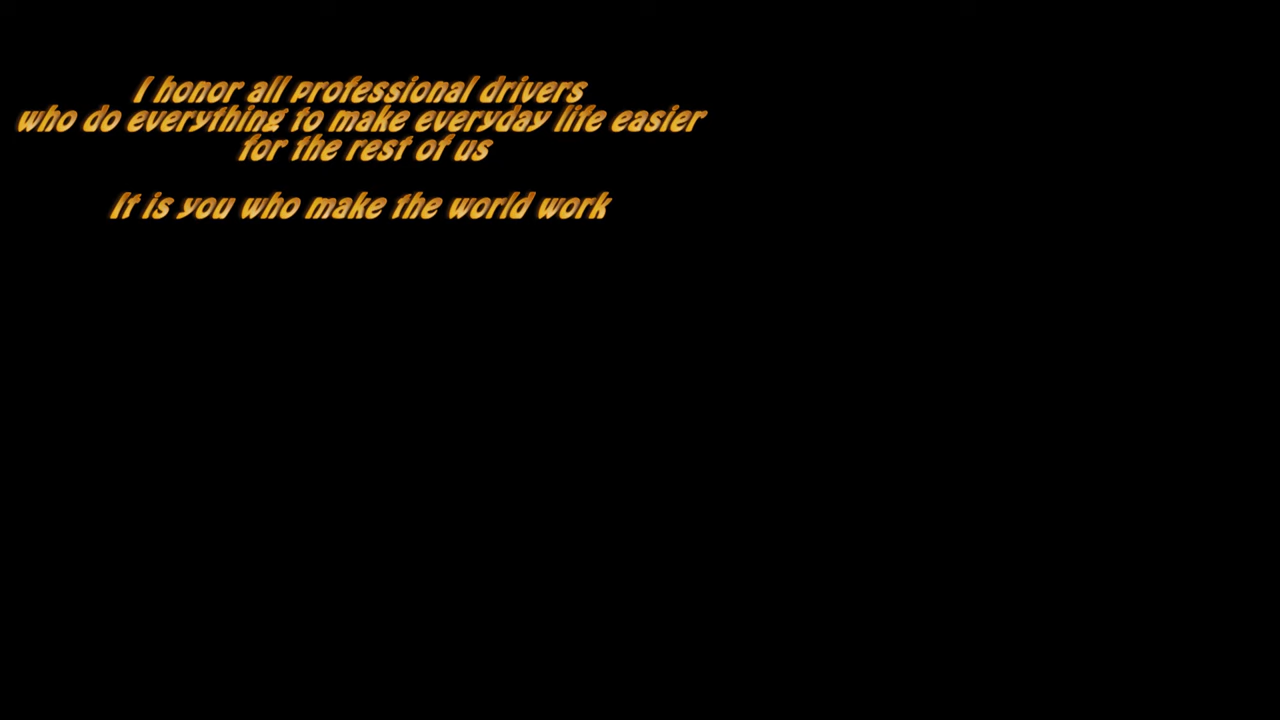 I honor all professional drivers
who do everything to make everyday life easier
for the rest of us
It is you who make the world work